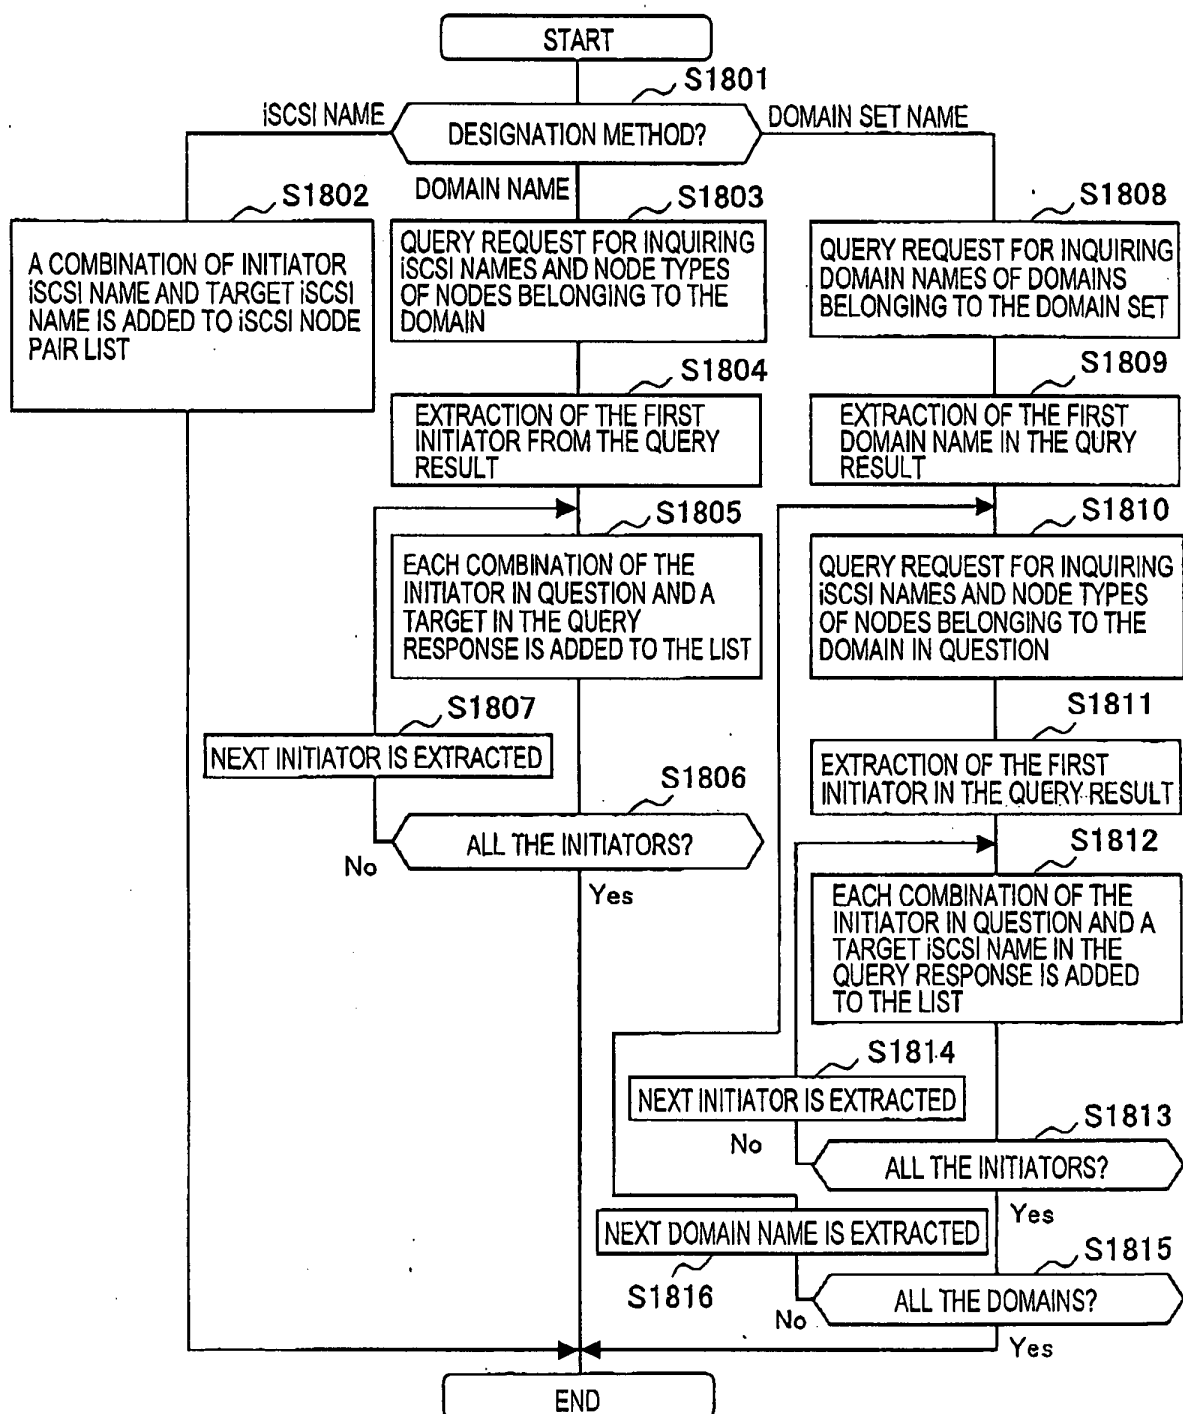 START
S1801
iSCSI NAME
DESIGNATION METHOD?
DOMAIN SET NAME
DOMAIN NAME
S1802
A COMBINATION OF INITIATOR
iSCSI NAME AND TARGET iSCSI
NAME IS ADDED TO iSCSI NODE
PAIR LIST
S1803
QUERY REQUEST FOR INQUIRING
iSCSI NAMES AND NODE TYPES
OF NODES BELONGING TO THE
DOMAIN
S1804
EXTRACTION OF THE FIRST
INITIATOR FROM THE QUERY
RESULT
S1805
EACH COMBINATION OF THE
INITIATOR IN QUESTION AND A
TARGET IN THE QUERY
RESPONSE IS ADDED TO THE LIST
S1807
NEXT INITIATOR IS EXTRACTED
S1806
ALL THE INITIATORS?
No
Yes
S1808
QUERY REQUEST FOR INQUIRING
DOMAIN NAMES OF DOMAINS
BELONGING TO THE DOMAIN SET
S1809
EXTRACTION OF THE FIRST
DOMAIN NAME IN THE QURY
RESULT
S1810
QUERY REQUEST FOR INQUIRING
iSCSI NAMES AND NODE TYPES
OF NODES BELONGING TO THE
DOMAIN IN QUESTION
S1811
EXTRACTION OF THE FIRST
INITIATOR IN THE QUERY RESULT
S1812
EACH COMBINATION OF THE
INITIATOR IN QUESTION AND A
TARGET iSCSI NAME IN THE
QUERY RESPONSE IS ADDED
TO THE LIST
S1814
NEXT INITIATOR IS EXTRACTED
No
S1813
ALL THE INITIATORS?
Yes
NEXT DOMAIN NAME IS EXTRACTED
S1816
S1815
ALL THE DOMAINS?
No
Yes
END